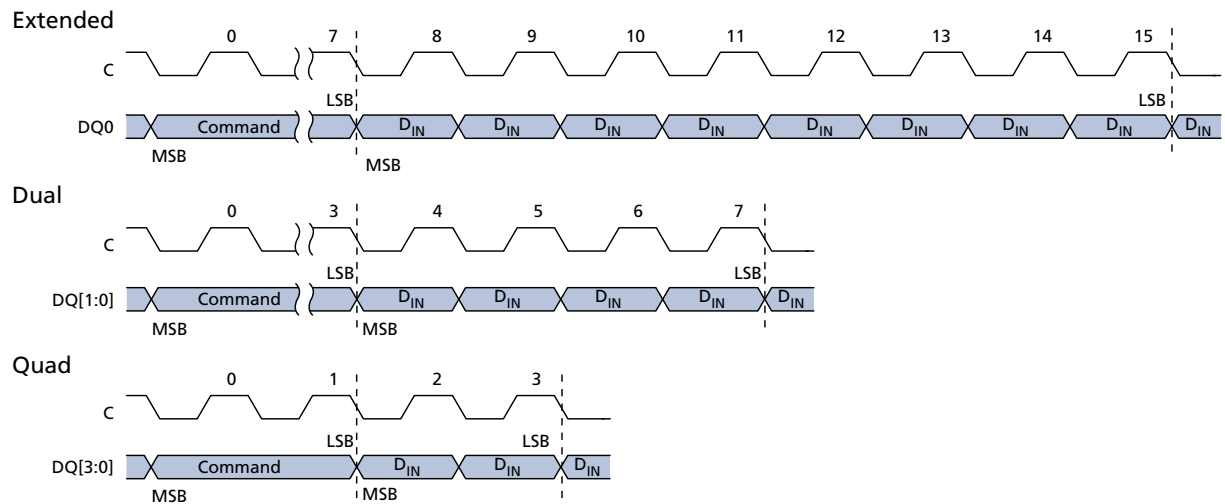 Extended
0 7 8 9 10 11 12 13 14 15
C
LSB LSB
DQ0 Command DIN DIN DIN DIN DIN DIN DIN DIN DIN
MSB MSB
Dual
0 3 4 5 6 7
C
LSB LSB
DQ[1:0] Command DIN DIN DIN DIN DIN
MSB MSB
Quad
0 1 2 3
C
LSB LSB
DQ[3:0] Command DIN DIN DIN
MSB MSB